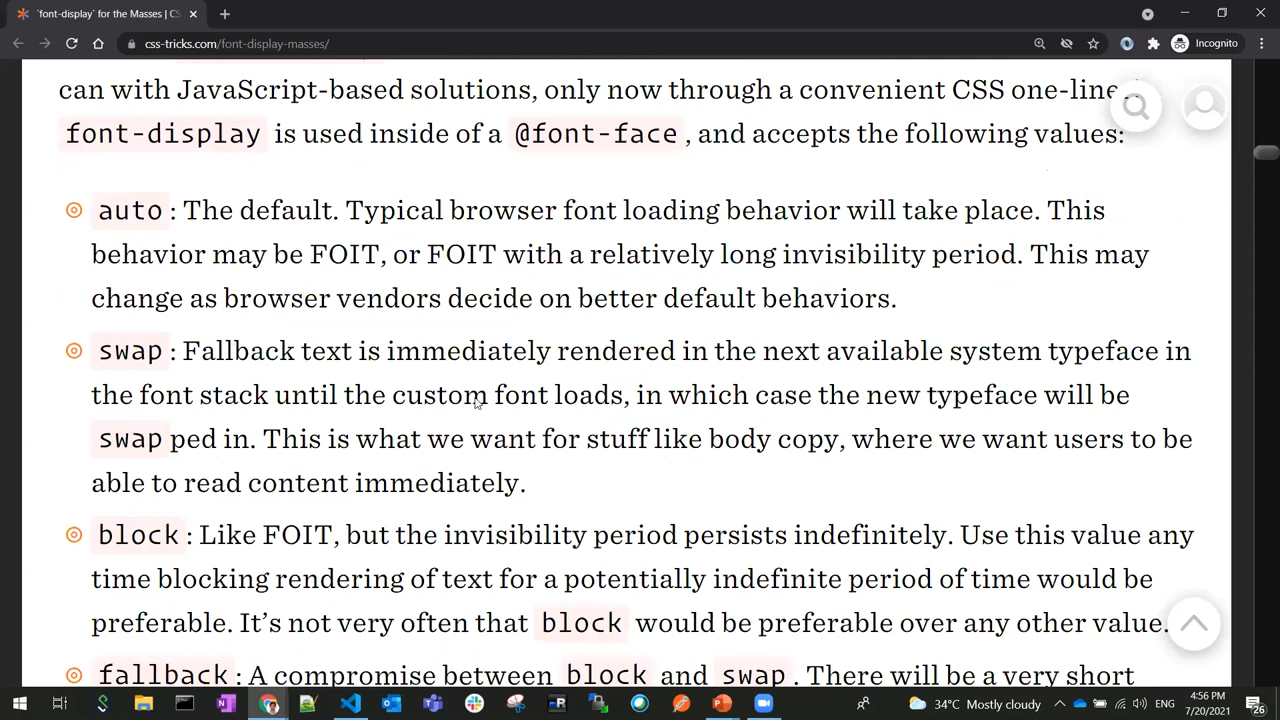 `font-display` for the Masses | CS
css-tricks.com/font-display-masses/
Incognito
can with JavaScript-based solutions, only now through a convenient CSS one-line
font-display is used inside of a @font-face, and accepts the following values:
auto: The default. Typical browser font loading behavior will take place. This
behavior may be FOIT, or FOIT with a relatively long invisibility period. This may
change as browser vendors decide on better default behaviors.
swap: Fallback text is immediately rendered in the next available system typeface in
the font stack until the custom font loads, in which case the new typeface will be
swapped in. This is what we want for stuff like body copy, where we want users to be
able to read content immediately.
block: Like FOIT, but the invisibility period persists indefinitely. Use this value any
time blocking rendering of text for a potentially indefinite period of time would be
preferable. It’s not very often that block would be preferable over any other value.
fallback: A compromise between block and swap. There will be a very short
34°C Mostly cloudy
ENG
4:56 PM
7/20/2021
26